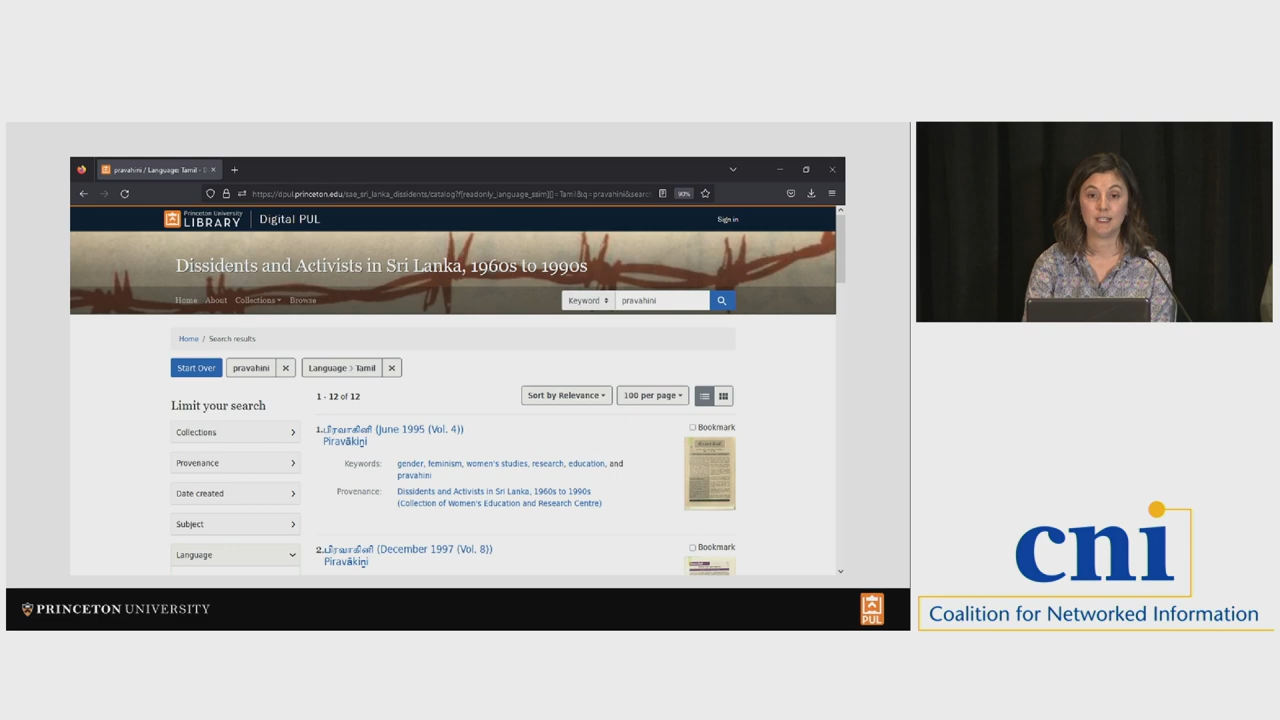 pravahini / Language: Tamil - D
https://dpul.princeton.edu/sae_sri_lanka_dissidents/catalog?f[readonly_language_ssim][]=Tamil&q=pravahini&search
90%
Princeton University
LIBRARY
Digital PUL
Sign in
Dissidents and Activists in Sri Lanka, 1960s to 1990s
Home About Collections Browse
Keyword pravahini
Home / Search results
Start Over pravahini Language > Tamil
Limit your search
1 - 12 of 12
Sort by Relevance
100 per page
Collections
Provenance
Date created
Subject
Language
1. பிரவாகினி (June 1995 (Vol. 4))
Piravākiṉi
Bookmark
Keywords: gender, feminism, women's studies, research, education, and
pravahini
Provenance: Dissidents and Activists in Sri Lanka, 1960s to 1990s
(Collection of Women's Education and Research Centre)
2. பிரவாகினி (December 1997 (Vol. 8))
Piravākiṉi
Bookmark
PRINCETON UNIVERSITY
PUL
cni
Coalition for Networked Information